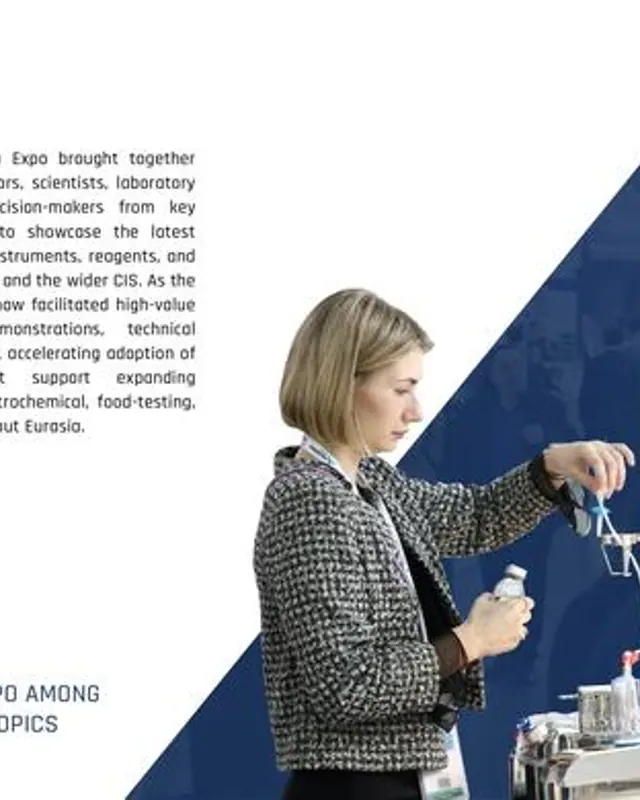 Expo brought together
ors, scientists, laboratory
cision-makers from key
to showcase the latest
struments, reagents, and
and the wider CIS. As the
how facilitated high-value
monstrations, technical
accelerating adoption of
t support expanding
trochemical, food-testing,
out Eurasia.
PO AMONG
OPICS